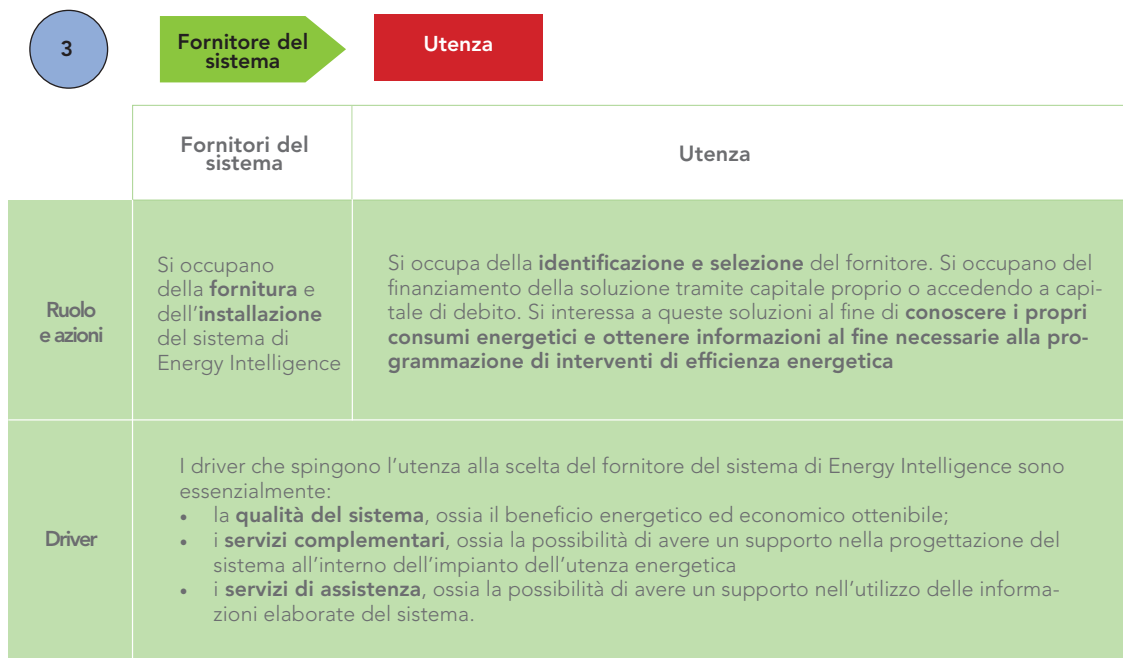 3
Fornitore del
sistema
Utenza
Fornitori del
sistema
Utenza
Ruolo
e azioni
Si occupano
della fornitura e
dell'installazione
del sistema di
Energy Intelligence
Si occupa della identificazione e selezione del fornitore. Si occupano del
finanziamento della soluzione tramite capitale proprio o accedendo a capi-
tale di debito. Si interessa a queste soluzioni al fine di conoscere i propri
consumi energetici e ottenere informazioni al fine necessarie alla pro-
grammazione di interventi di efficienza energetica
Driver
I driver che spingono l'utenza alla scelta del fornitore del sistema di Energy Intelligence sono
essenzialmente:
• la qualità del sistema, ossia il beneficio energetico ed economico ottenibile;
• i servizi complementari, ossia la possibilità di avere un supporto nella progettazione del
sistema all'interno dell'impianto dell'utenza energetica
• i servizi di assistenza, ossia la possibilità di avere un supporto nell'utilizzo delle informa-
zioni elaborate del sistema.